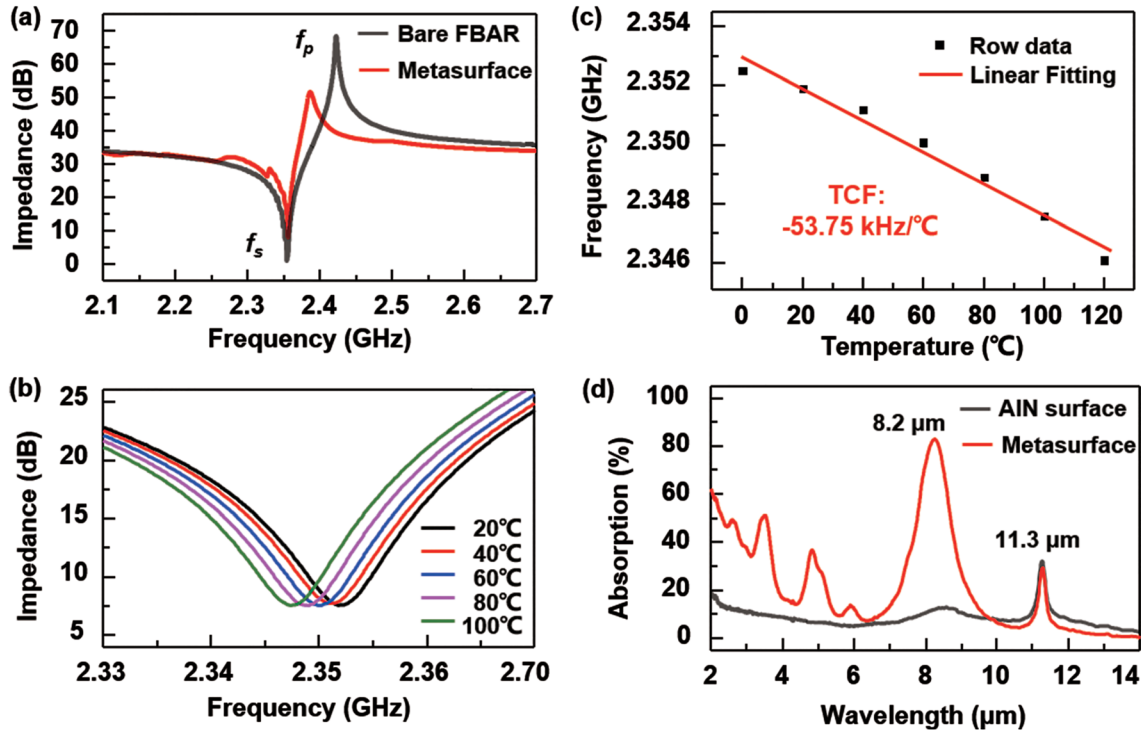 (a)
70
60
50
40
30
20
10
0
Impedance (dB)
fp
fs
Bare FBAR
Metasurface
2.1 2.2 2.3 2.4 2.5 2.6 2.7
Frequency (GHz)
(c)
2.354
2.352
2.350
2.348
2.346
Frequency (GHz)
Row data
Linear Fitting
TCF:
-53.75 kHz/℃
0 20 40 60 80 100 120
Temperature (℃)
(b)
25
20
15
10
5
Impedance (dB)
20℃
40℃
60℃
80℃
100℃
2.33 2.34 2.35 2.36 2.70
Frequency (GHz)
(d)
100
80
60
40
20
0
Absorption (%)
AlN surface
Metasurface
8.2 μm
11.3 μm
2 4 6 8 10 12 14
Wavelength (μm)